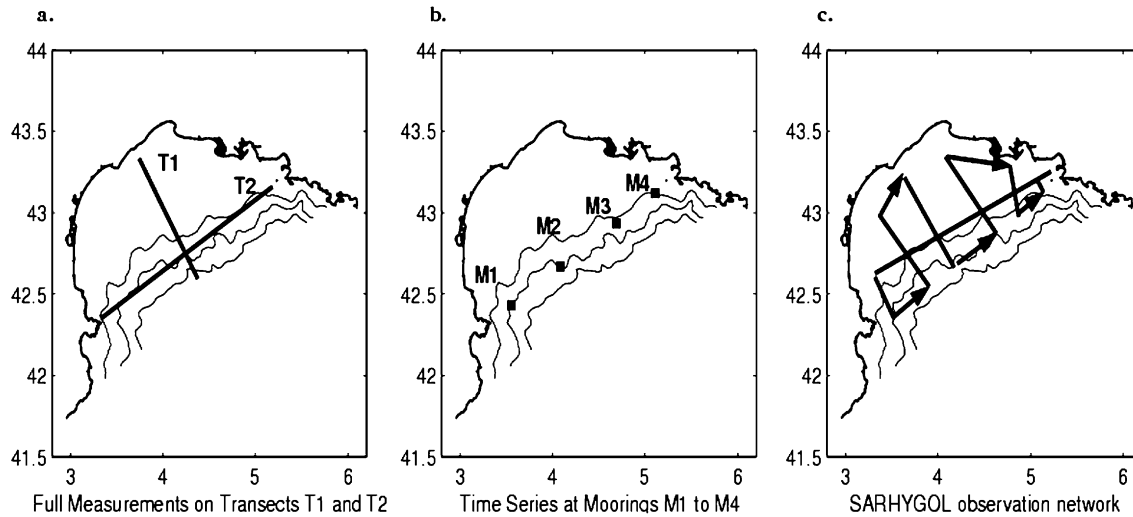 a.
44
43.5
43
42.5
42
41.5
T1
T2
3
4
5
6
Full Measurements on Transects T1 and T2
b.
44
43.5
43
42.5
42
41.5
M4
M3
M2
M1
3
4
5
6
Time Series at Moorings M1 to M4
c.
44
43.5
43
42.5
42
41.5
3
4
5
6
SARHYGOL observation network